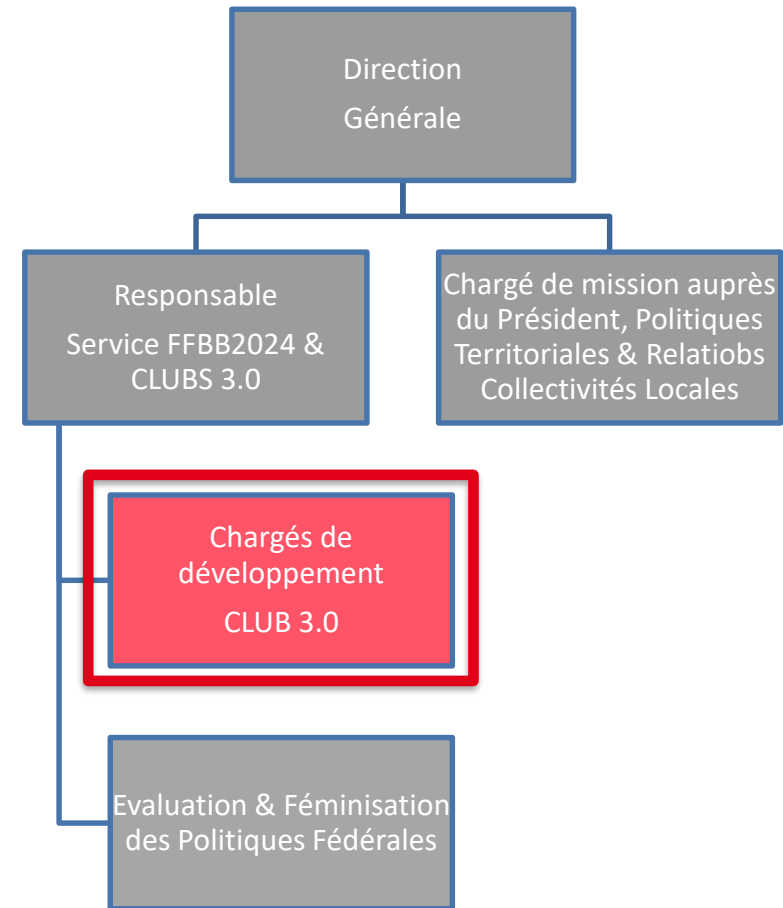 Direction
Générale
Responsable
Service FFBB2024 &
CLUBS 3.0
Chargé de mission auprès
du Président, Politiques
Territoriales & Relatiobs
Collectivités Locales
Chargés de
développement
CLUB 3.0
Evaluation & Féminisation
des Politiques Fédérales